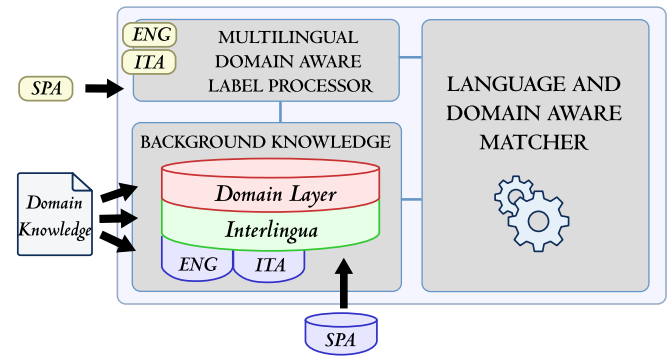 ENG
ITA
MULTILINGUAL
DOMAIN AWARE
LABEL PROCESSOR
SPA
LANGUAGE AND
DOMAIN AWARE
MATCHER
BACKGROUND KNOWLEDGE
Domain Layer
Interlingua
ENG
ITA
Domain
Knowledge
SPA